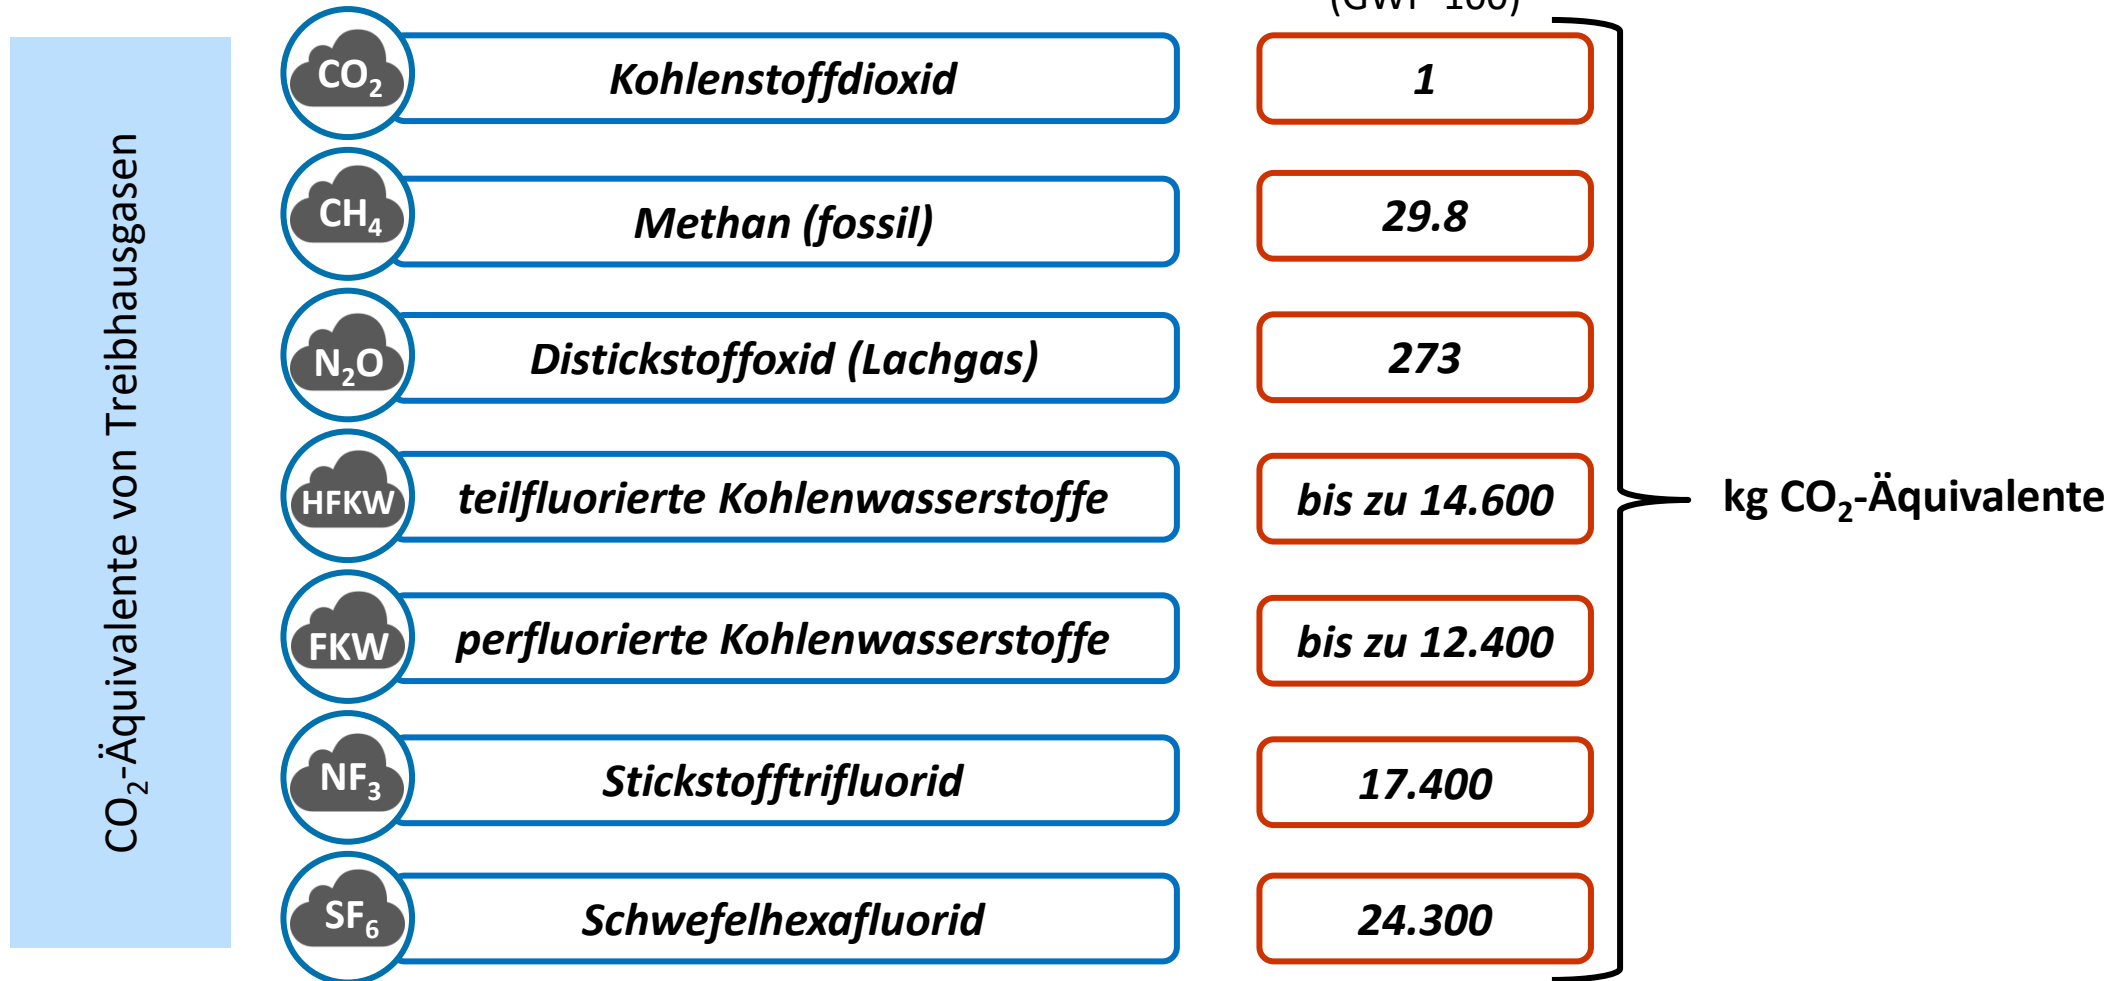 (GWP 100)
CO₂-Äquivalente von Treibhausgasen
CO₂ Kohlenstoffdioxid 1
CH₄ Methan (fossil) 29.8
N₂O Distickstoffoxid (Lachgas) 273
HFKW teilfluorierte Kohlenwasserstoffe bis zu 14.600
kg CO₂-Äquivalente
FKW perfluorierte Kohlenwasserstoffe bis zu 12.400
NF₃ Stickstofftrifluorid 17.400
SF₆ Schwefelhexafluorid 24.300